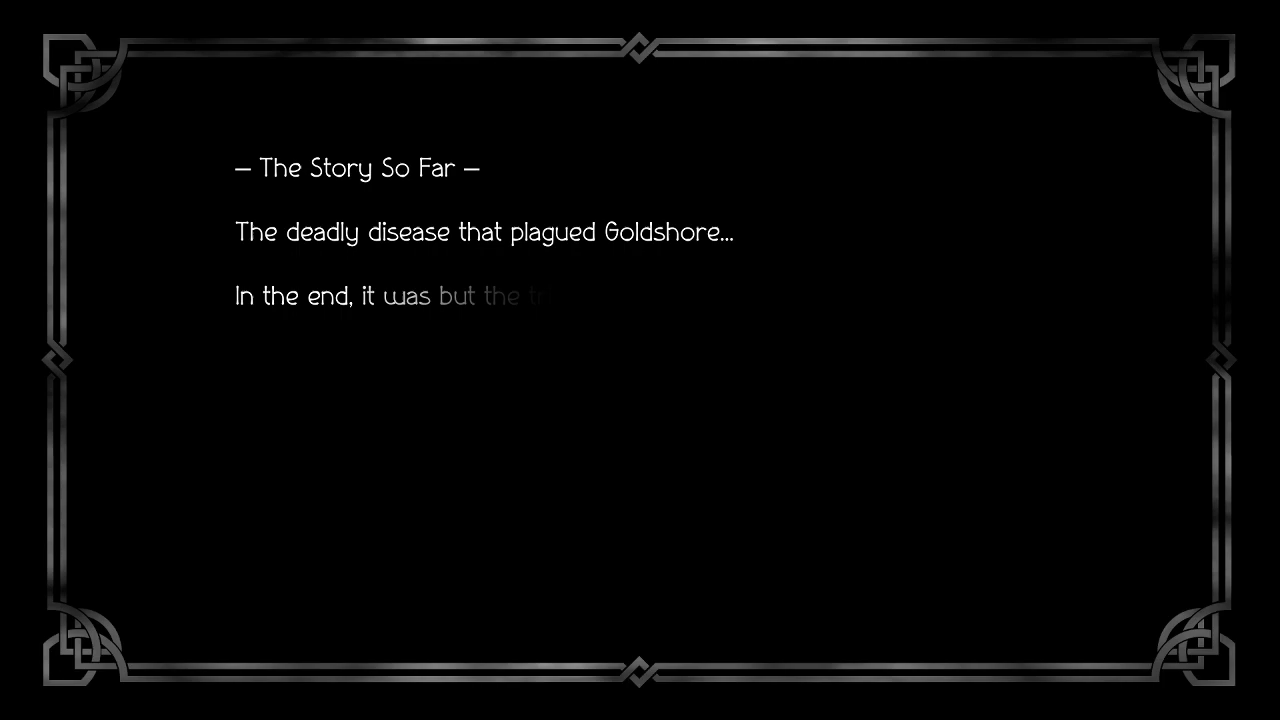 — The Story So Far —
The deadly disease that plagued Goldshore...
In the end, it was but the